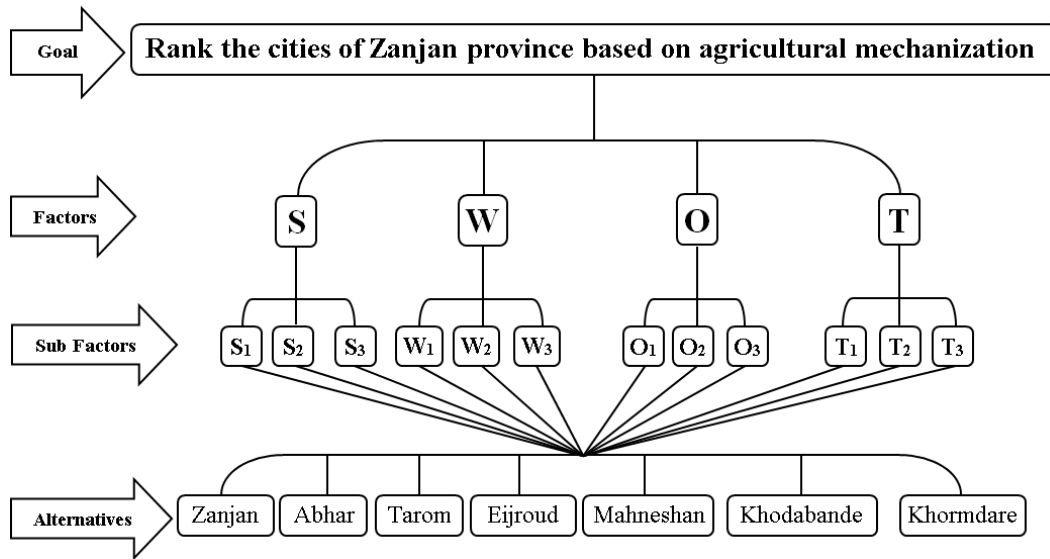 Goal
Rank the cities of Zanjan province based on agricultural mechanization
Factors
S W O T
Sub Factors
S1 S2 S3 W1 W2 W3 O1 O2 O3 T1 T2 T3
Alternatives
Zanjan Abhar Tarom Eijroud Mahneshan Khodabande Khormdare